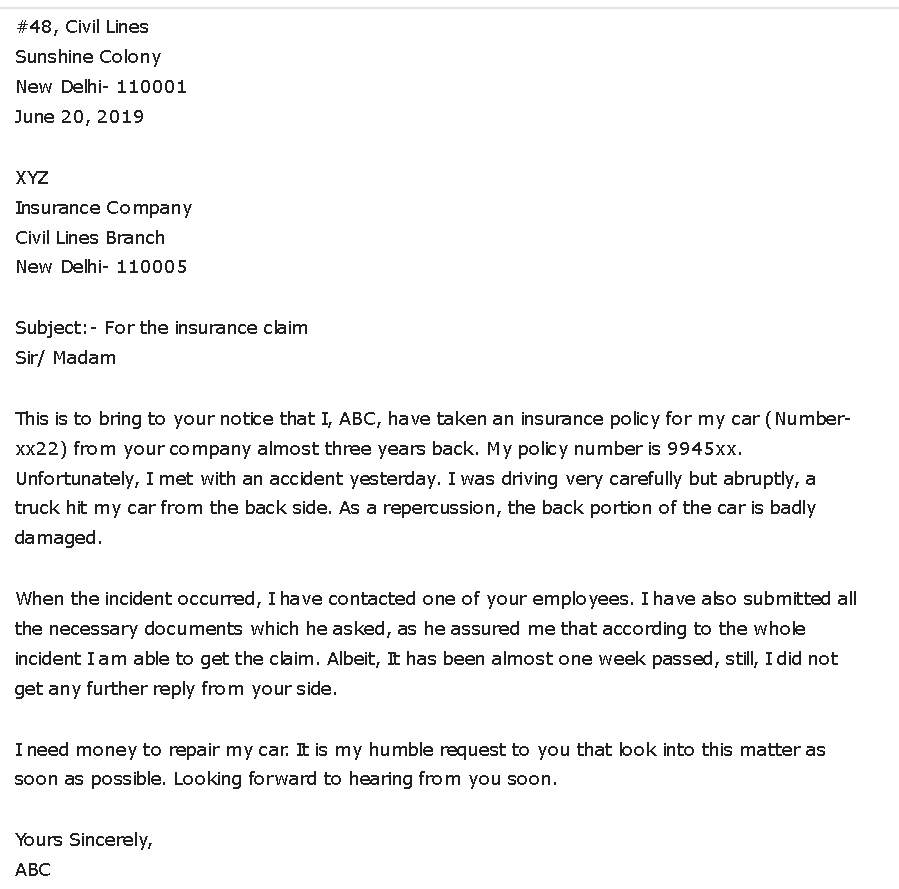 #48, Civil Lines
Sunshine Colony
New Delhi- 110001
June 20, 2019
XYZ
Insurance Company
Civil Lines Branch
New Delhi- 110005
Subject:- For the insurance claim
Sir/ Madam
This is to bring to your notice that I, ABC, have taken an insurance policy for my car (Number-
xx22) from your company almost three years back. My policy number is 9945xx.
Unfortunately, I met with an accident yesterday. I was driving very carefully but abruptly, a
truck hit my car from the back side. As a repercussion, the back portion of the car is badly
damaged.
When the incident occurred, I have contacted one of your employees. I have also submitted all
the necessary documents which he asked, as he assured me that according to the whole
incident I am able to get the claim. Albeit, It has been almost one week passed, still, I did not
get any further reply from your side.
I need money to repair my car. It is my humble request to you that look into this matter as
soon as possible. Looking forward to hearing from you soon.
Yours Sincerely,
ABC